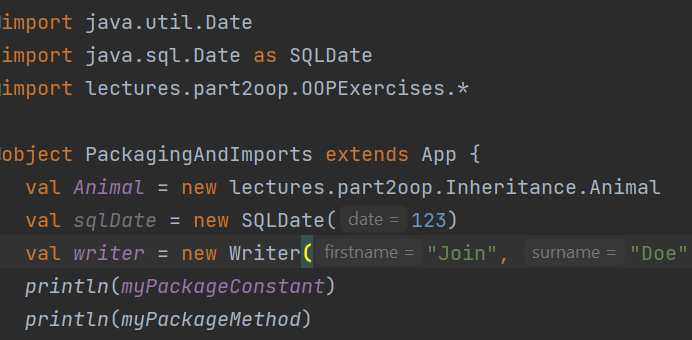 import java.util.Date
import java.sql.Date as SQLDate
import lectures.part2oop.OOPExercises.*
object PackagingAndImports extends App {
val Animal = new lectures.part2oop.Inheritance.Animal
val sqlDate = new SQLDate( date = 123)
val writer = new Writer( firstname = "Join", surname = "Doe"
println(myPackageConstant)
println(myPackageMethod)